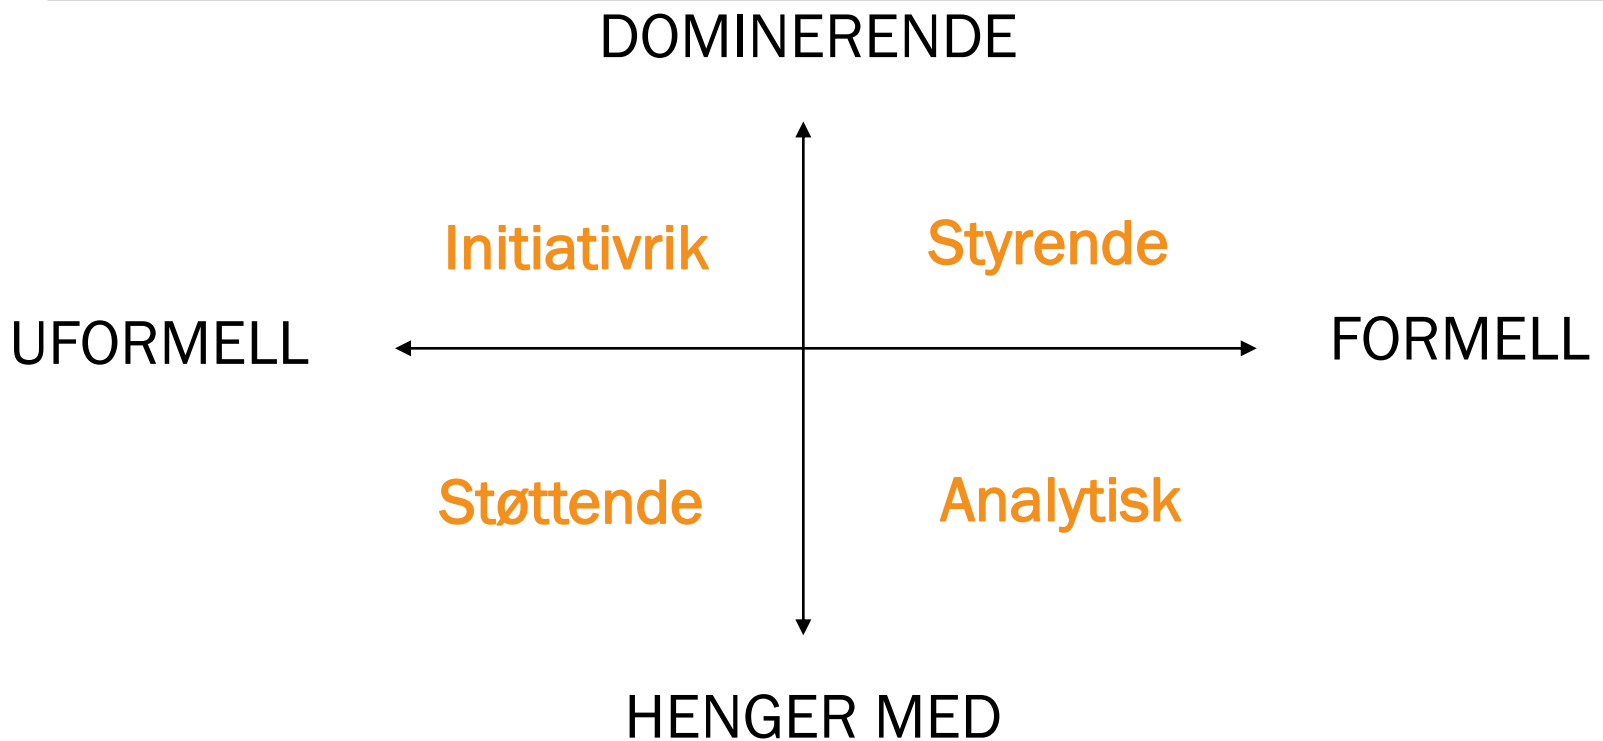 DOMINERENDE
Initiativrik
Styrende
UFORMELL
FORMELL
Støttende
Analytisk
HENGER MED